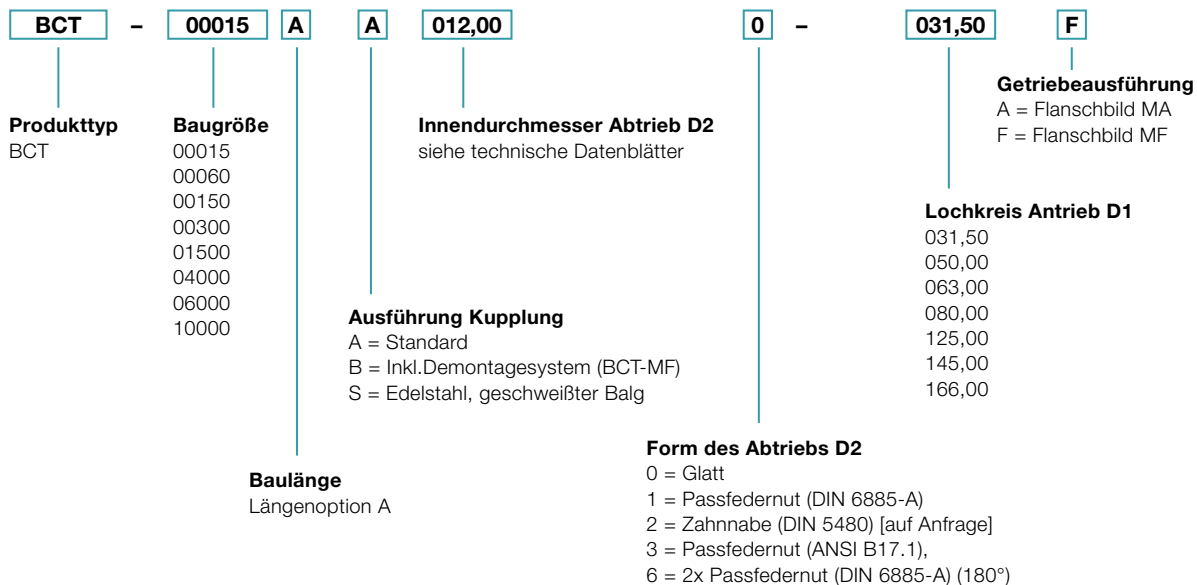 BCT – 00015 A A 012,00 0 – 031,50 F
Produkttyp
BCT
Baugröße
00015
00060
00150
00300
01500
04000
06000
10000
Innendurchmesser Abtrieb D2
siehe technische Datenblätter
Getriebeausführung
A = Flanschbild MA
F = Flanschbild MF
Lochkreis Antrieb D1
031,50
050,00
063,00
080,00
125,00
145,00
166,00
Ausführung Kupplung
A = Standard
B = Inkl.Demontagesystem (BCT-MF)
S = Edelstahl, geschweißter Balg
Form des Abtriebs D2
0 = Glatt
1 = Passfedernut (DIN 6885-A)
2 = Zahnnabe (DIN 5480) [auf Anfrage]
3 = Passfedernut (ANSI B17.1),
6 = 2x Passfedernut (DIN 6885-A) (180°)
Baulänge
Längenoption A